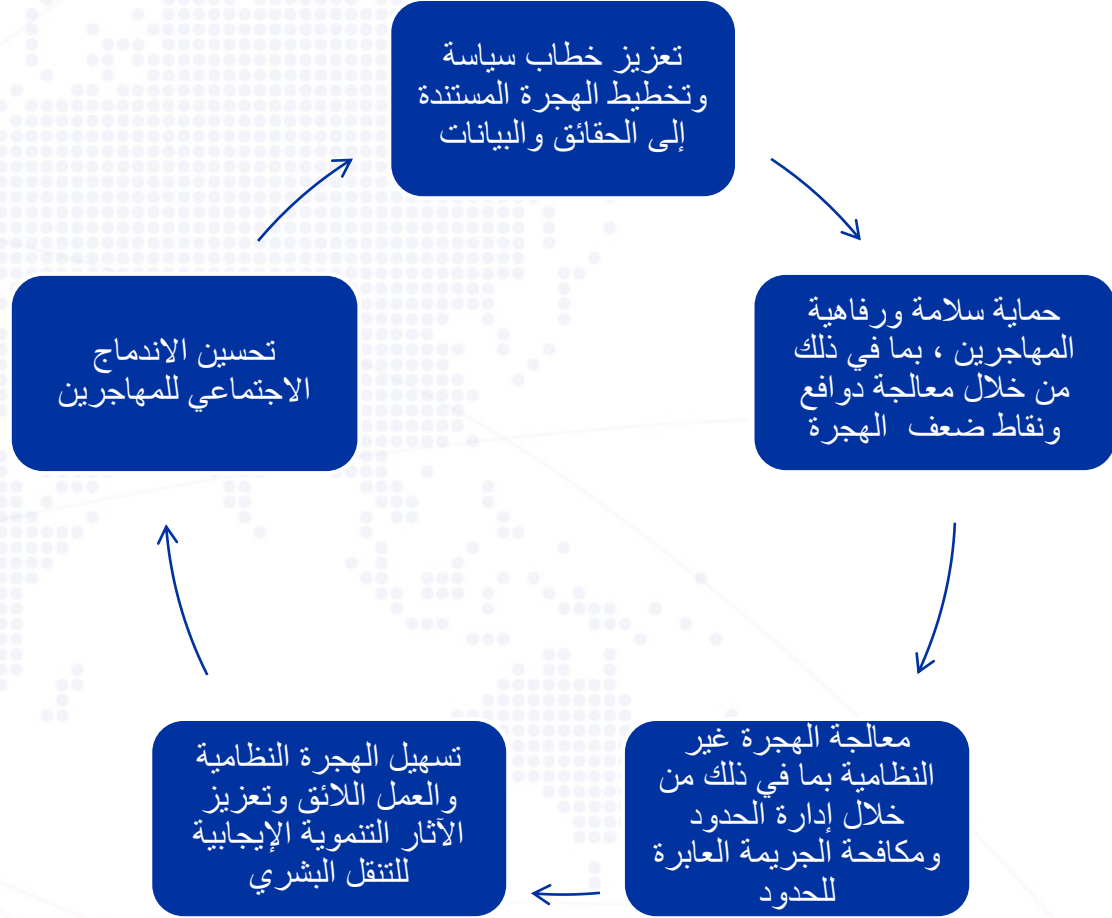 تعزيز خطاب سياسة
وتخطيط الهجرة المستندة
إلى الحقائق والبيانات
حماية سلامة ورفاهية
المهاجرين ، بما في ذلك
من خلال معالجة دوافع
ونقاط ضعف الهجرة
معالجة الهجرة غير
النظامية بما في ذلك من
خلال إدارة الحدود
ومكافحة الجريمة العابرة
للحدود
تسهيل الهجرة النظامية
والعمل اللائق وتعزيز
الآثار التنموية الإيجابية
للتنقل البشري
تحسين الاندماج
الاجتماعي للمهاجرين